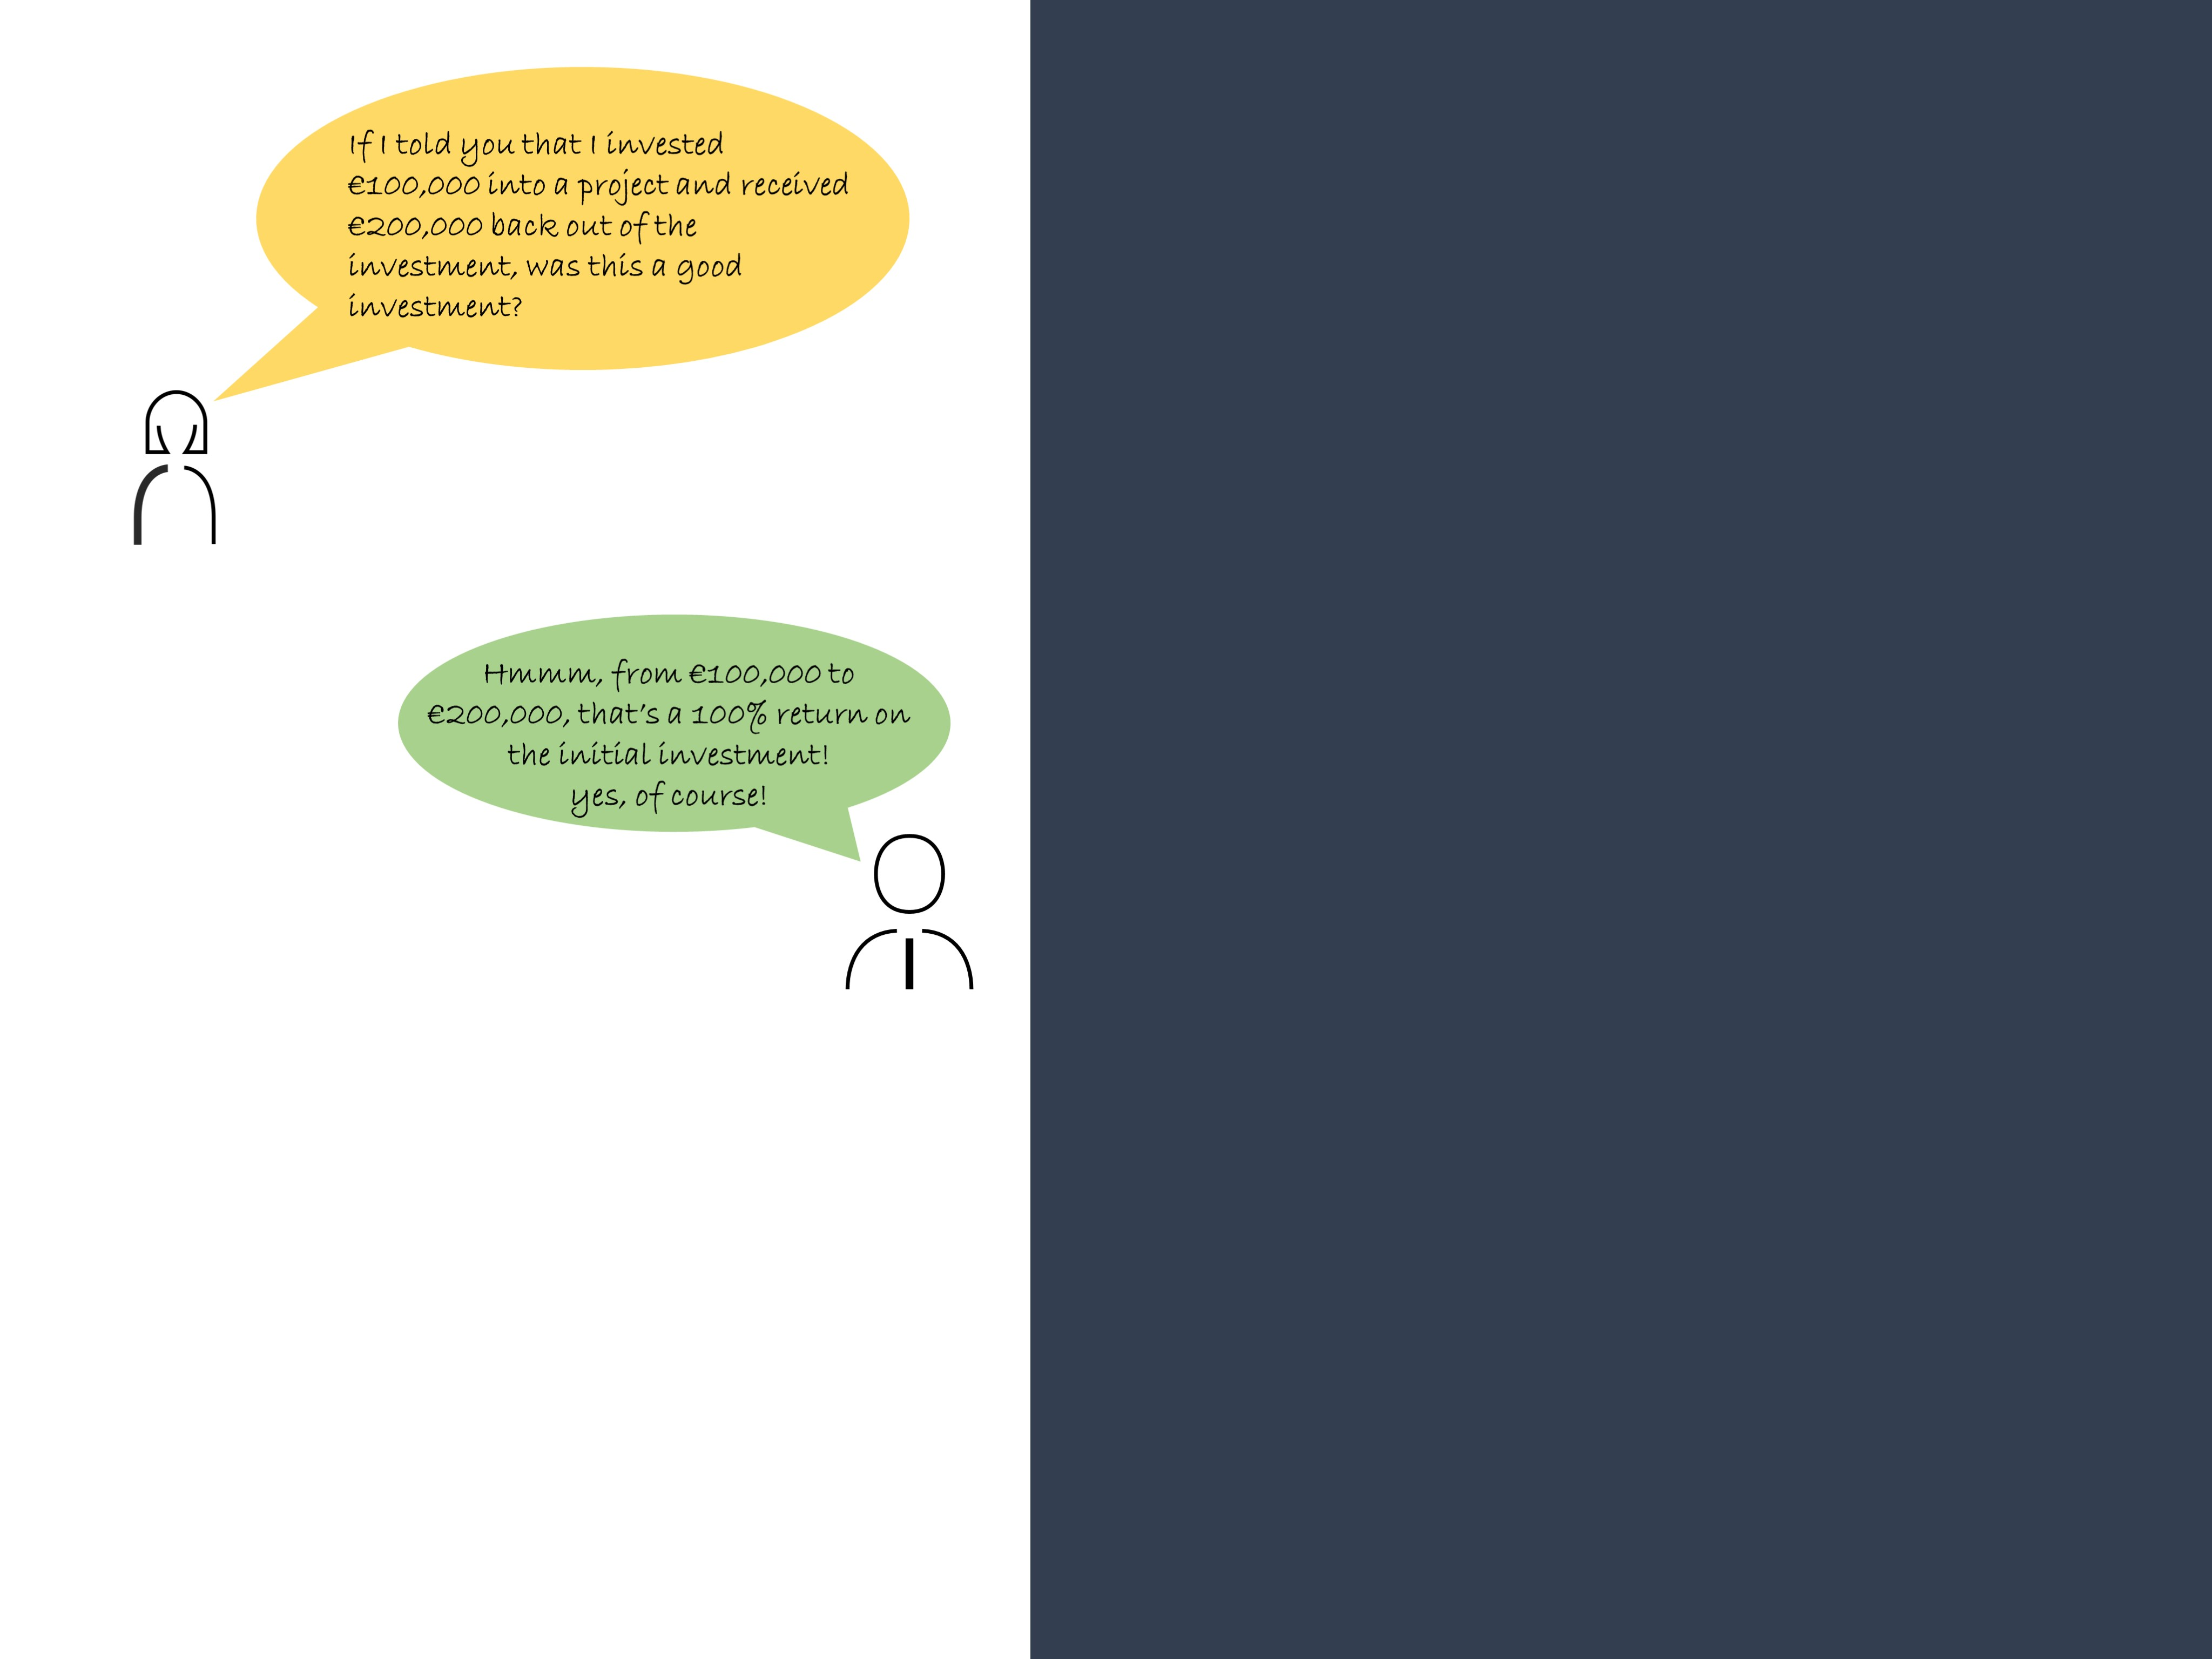 If I told you that I invested
€100,000 into a project and received
€200,000 back out of the
investment, was this a good
investment?
Hmmm, from €100,000 to
€200,000, that's a 100% return on
the initial investment!
yes, of course!